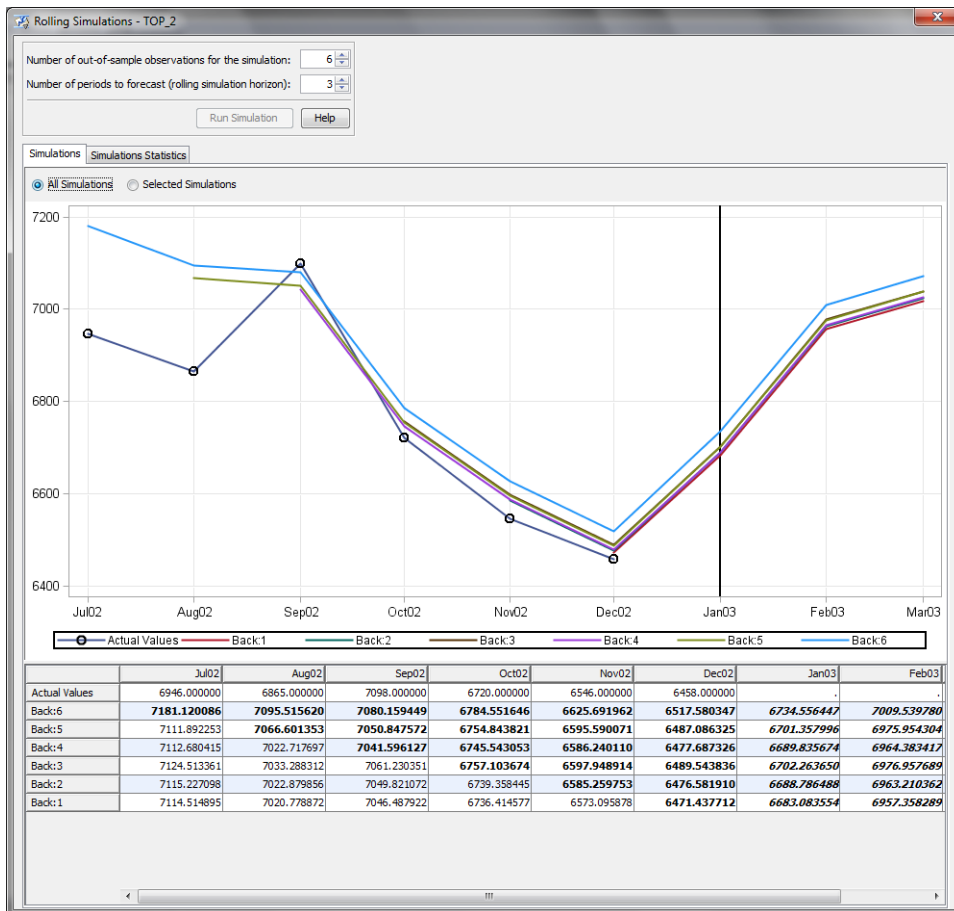 Rolling Simulations - TOP_2
Number of out-of-sample observations for the simulation: 6
Number of periods to forecast (rolling simulation horizon): 3
Run Simulation Help
Simulations Simulations Statistics
All Simulations Selected Simulations
7200
7000
6800
6600
6400
Jul02 Aug02 Sep02 Oct02 Nov02 Dec02 Jan03 Feb03 Mar03
Actual Values Back:1 Back:2 Back:3 Back:4 Back:5 Back:6
Jul02 Aug02 Sep02 Oct02 Nov02 Dec02 Jan03 Feb03
Actual Values 6946.000000 6865.000000 7098.000000 6720.000000 6546.000000 6458.000000 . .
Back:6 7181.120086 7095.515620 7080.159449 6784.551646 6625.691962 6517.580347 6734.556447 7009.539780
Back:5 7111.892253 7066.601353 7050.847572 6754.843821 6595.590071 6487.086325 6701.357996 6975.954304
Back:4 7112.680415 7022.717697 7041.596127 6745.543053 6586.240110 6477.687326 6689.835674 6964.383417
Back:3 7124.513361 7033.288312 7061.230351 6757.103674 6597.948914 6489.543836 6702.263650 6976.957689
Back:2 7115.227098 7022.879856 7049.821072 6739.358445 6585.259753 6476.581910 6688.786488 6963.210362
Back:1 7114.514895 7020.778872 7046.487922 6736.414577 6573.095878 6471.437712 6683.083554 6957.358289